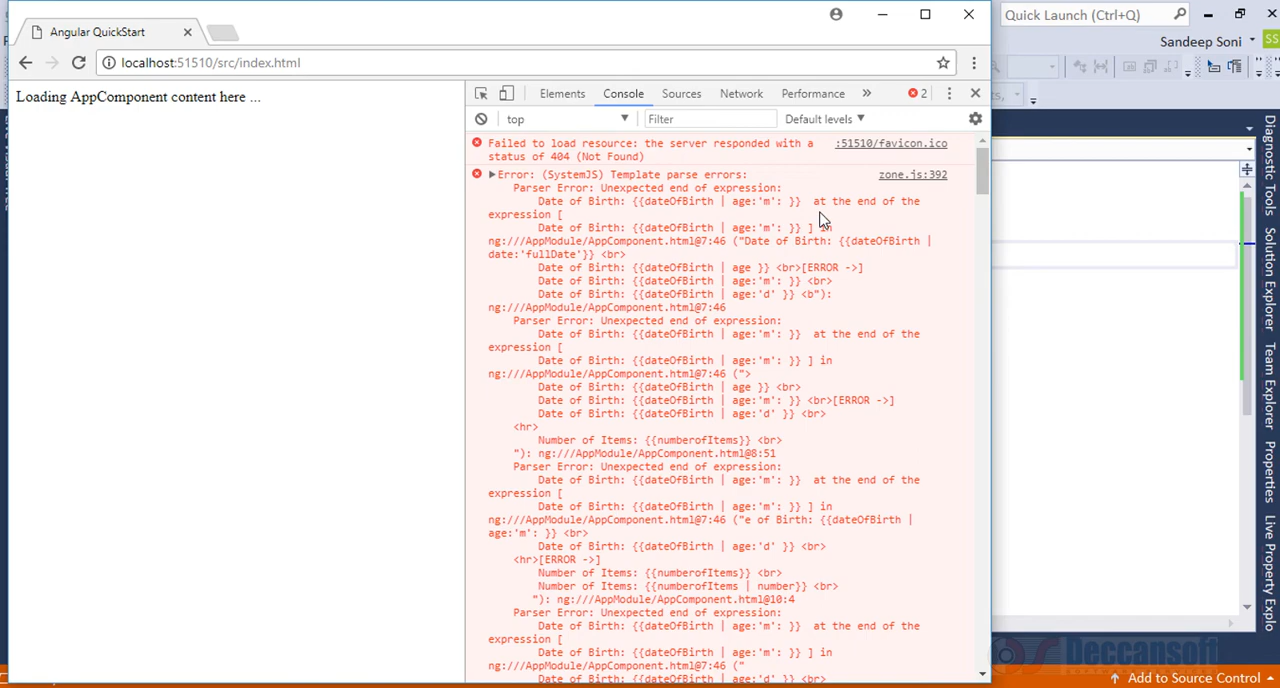 Angular QuickStart
localhost:51510/src/index.html
Loading AppComponent content here ...
Elements Console Sources Network Performance » 2
top Filter Default levels
Failed to load resource: the server responded with a :51510/favicon.ico
status of 404 (Not Found)
Error: (SystemJS) Template parse errors: zone.js:392
Parser Error: Unexpected end of expression:
Date of Birth: {{dateOfBirth | age:'m': }}  at the end of the
expression [
Date of Birth: {{dateOfBirth | age:'m': }} ] in
ng:///AppModule/AppComponent.html@7:46 ("Date of Birth: {{dateOfBirth |
date:'fullDate'}} <br>
Date of Birth: {{dateOfBirth | age }} <br>[ERROR ->]
Date of Birth: {{dateOfBirth | age:'m': }} <br>
Date of Birth: {{dateOfBirth | age:'d' }} <b"):
ng:///AppModule/AppComponent.html@7:46
Parser Error: Unexpected end of expression:
Date of Birth: {{dateOfBirth | age:'m': }}  at the end of the
expression [
Date of Birth: {{dateOfBirth | age:'m': }} ] in
ng:///AppModule/AppComponent.html@7:46 (">
Date of Birth: {{dateOfBirth | age }} <br>
Date of Birth: {{dateOfBirth | age:'m': }} <br>[ERROR ->]
Date of Birth: {{dateOfBirth | age:'d' }} <br>
<hr>
Number of Items: {{numberofItems}} <br>
"): ng:///AppModule/AppComponent.html@8:51
Parser Error: Unexpected end of expression:
Date of Birth: {{dateOfBirth | age:'m': }}  at the end of the
expression [
Date of Birth: {{dateOfBirth | age:'m': }} ] in
ng:///AppModule/AppComponent.html@7:46 ("e of Birth: {{dateOfBirth |
age:'m': }} <br>
Date of Birth: {{dateOfBirth | age:'d' }} <br>
<hr>[ERROR ->]
Number of Items: {{numberofItems}} <br>
Number of Items: {{numberofItems | number}} <br>
"): ng:///AppModule/AppComponent.html@10:4
Parser Error: Unexpected end of expression:
Date of Birth: {{dateOfBirth | age:'m': }}  at the end of the
expression [
Date of Birth: {{dateOfBirth | age:'m': }} ] in
ng:///AppModule/AppComponent.html@7:46 ("
Date of Birth: {{dateOfBirth | age:'d' }} <br>
Quick Launch (Ctrl+Q)
Sandeep Soni SS
Diagnostic Tools
Solution Explorer
Team Explorer
Properties
Live Property Explo
Deccansoft
Add to Source Control